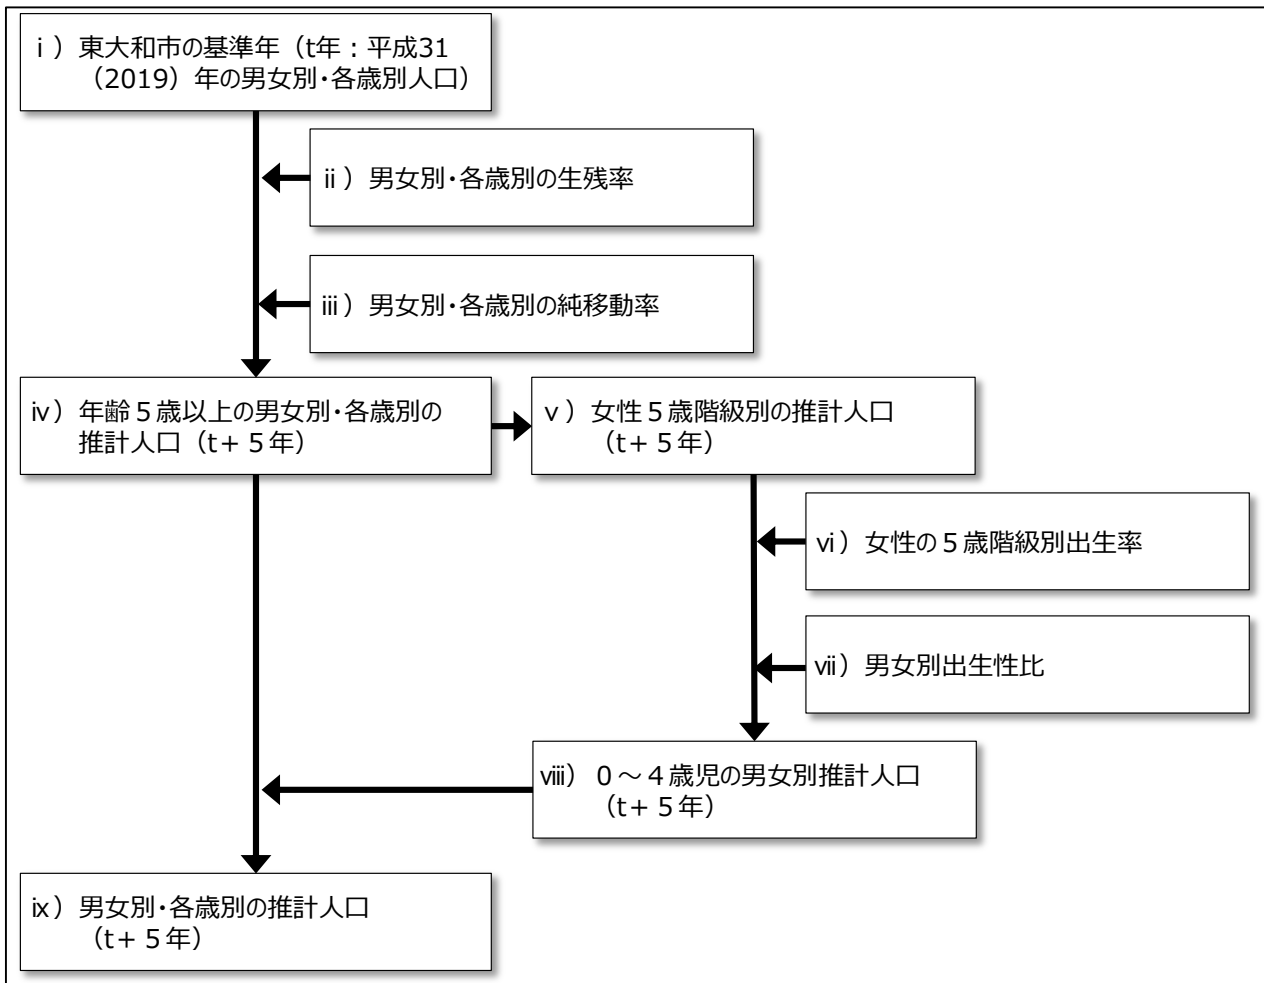 ⅰ）東大和市の基準年（t年：平成31
（2019）年の男女別・各歳別人口）
ⅱ）男女別・各歳別の生残率
ⅲ）男女別・各歳別の純移動率
ⅳ）年齢５歳以上の男女別・各歳別の
推計人口（t+５年）
ⅴ）女性５歳階級別の推計人口
（t+５年）
ⅵ）女性の５歳階級別出生率
ⅶ）男女別出生性比
ⅷ）０～４歳児の男女別推計人口
（t+５年）
ⅸ）男女別・各歳別の推計人口
（t+５年）